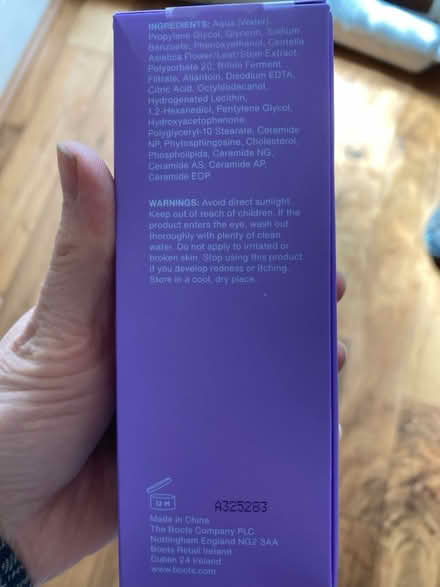 INGREDIENTS: Aqua (Water),
Propylene Glycol, Glycerin, Sodium
Benzoate, Phenoxyethanol, Centella
Asiatica Flower/Leaf/Stem Extract,
Polysorbate 20, Bifida Ferment
Filtrate, Allantoin, Disodium EDTA,
Citric Acid, Octyldodecanol,
Hydrogenated Lecithin,
1,2-Hexanediol, Pentylene Glycol,
Hydroxyacetophenone,
Polyglyceryl-10 Stearate, Ceramide
NP, Phytosphingosine, Cholesterol,
Phospholipids, Ceramide NG,
Ceramide AS, Ceramide AP,
Ceramide EOP.
WARNINGS: Avoid direct sunlight.
Keep out of reach of children. If the
product enters the eye, wash out
thoroughly with plenty of clean
water. Do not apply to irritated or
broken skin. Stop using this product
if you develop redness or itching.
Store in a cool, dry place.
12 M
A325283
Made in China
The Boots Company PLC
Nottingham England NG2 3AA
Boots Retail Ireland
Dublin 24 Ireland
www.boots.com